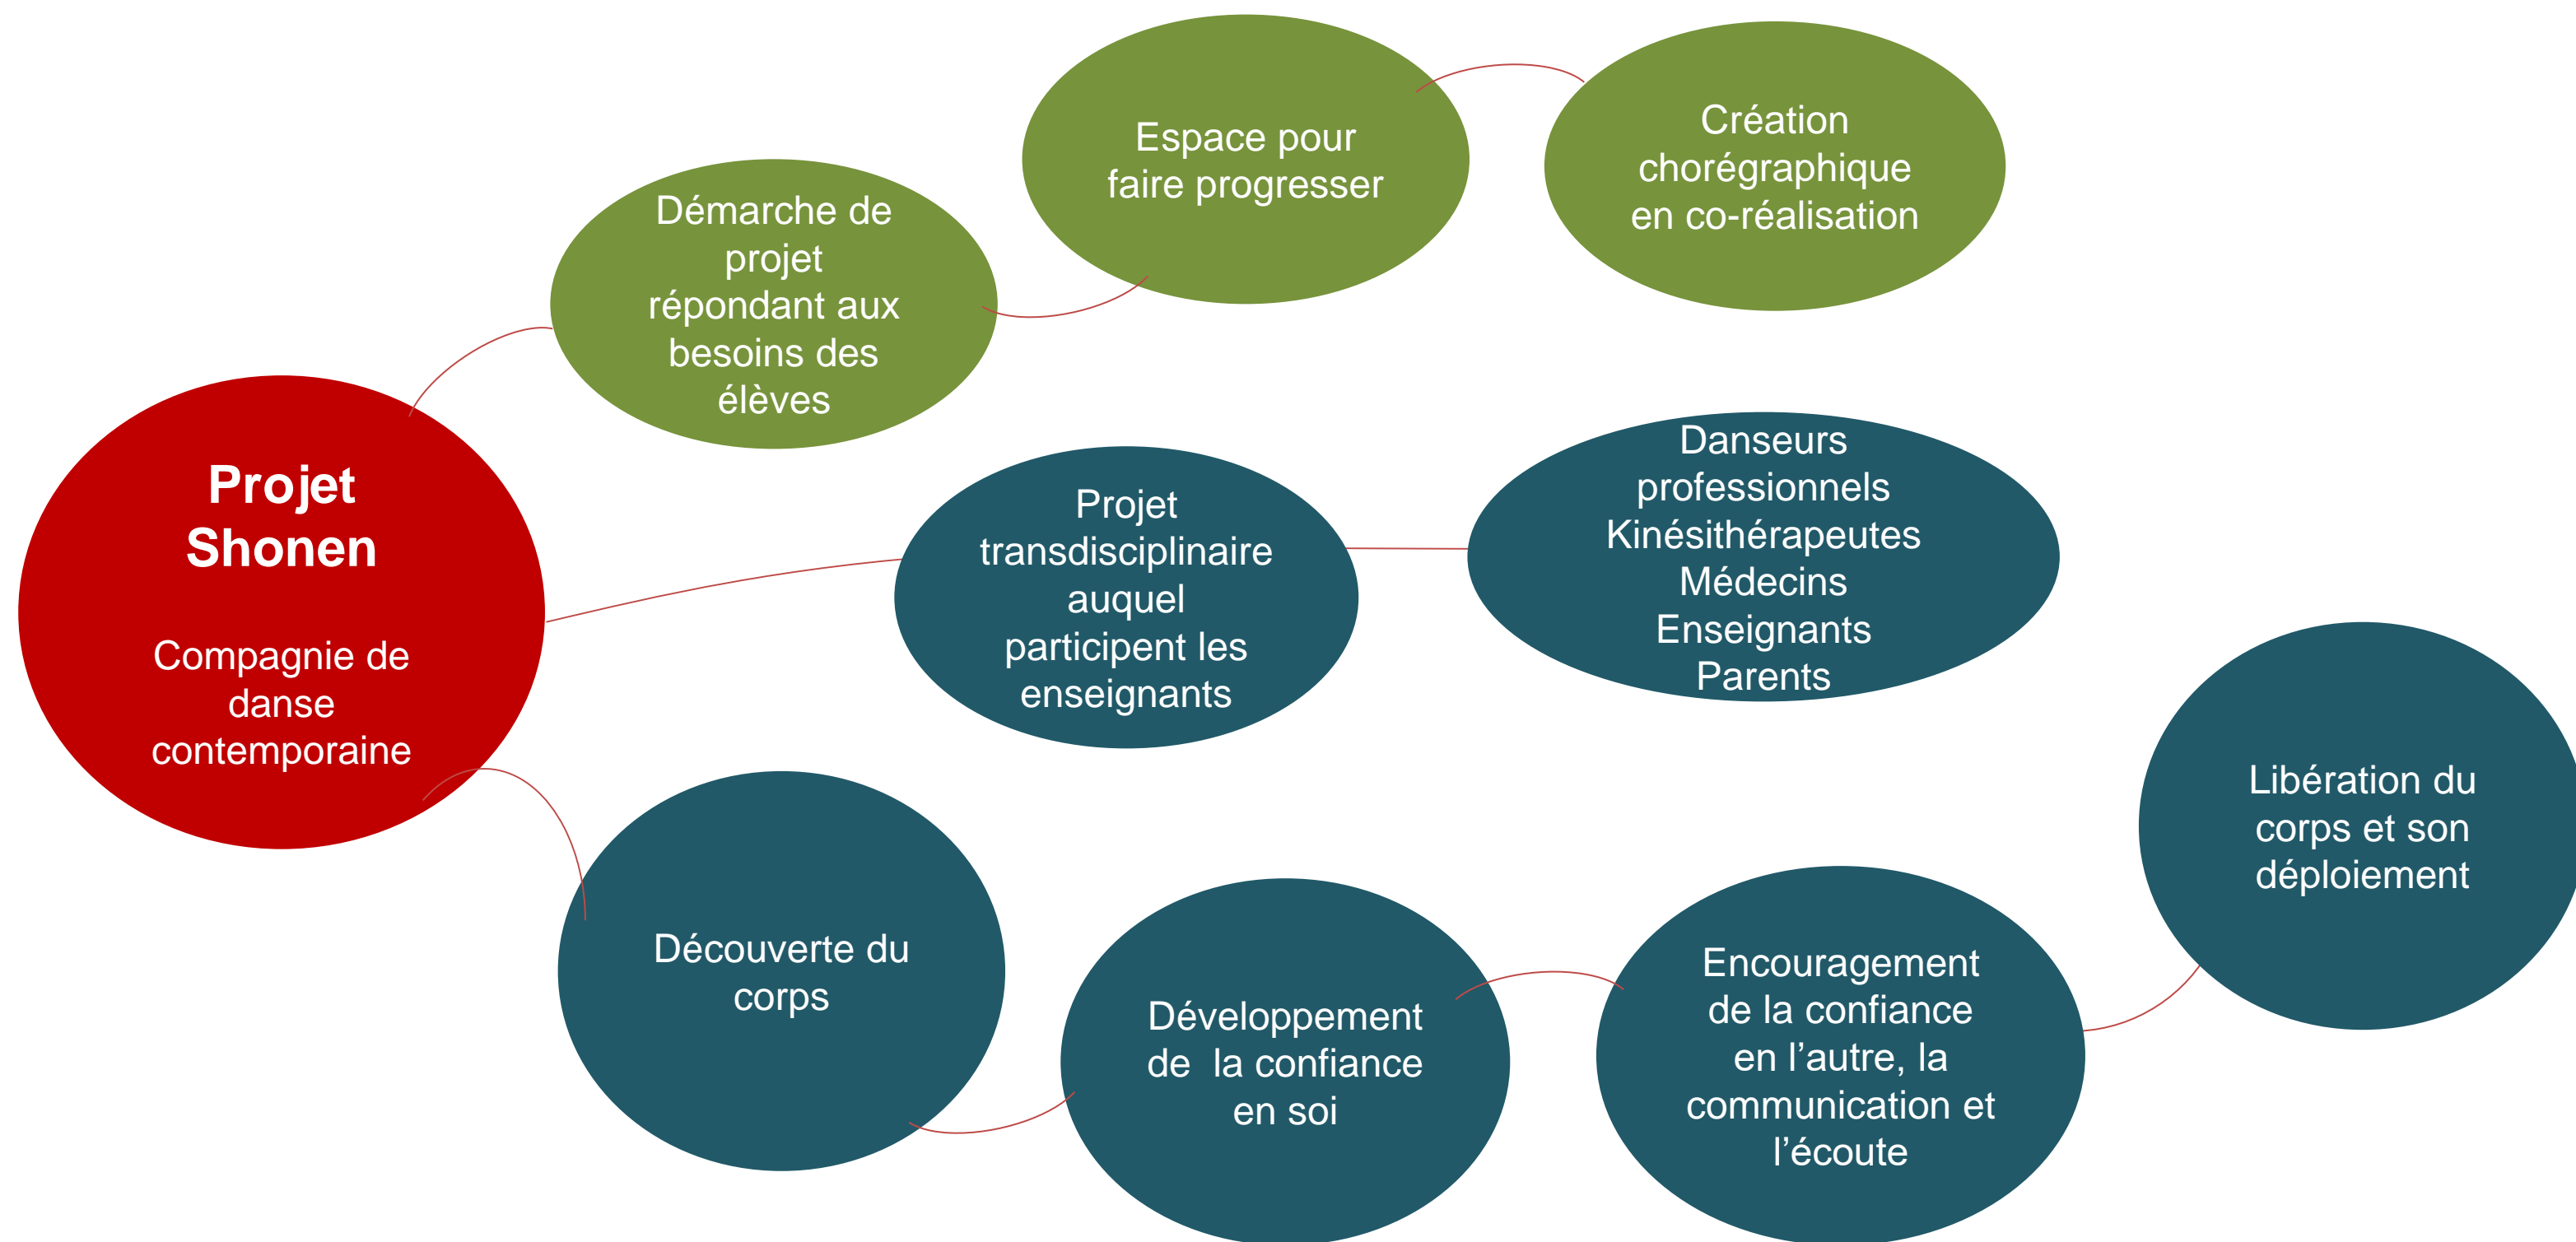 Projet
Shonen
Compagnie de
danse
contemporaine
Démarche de
projet
répondant aux
besoins des
élèves
Espace pour
faire progresser
Création
chorégraphique
en co-réalisation
Projet
transdisciplinaire
auquel
participent les
enseignants
Danseurs
professionnels
Kinésithérapeutes
Médecins
Enseignants
Parents
Découverte du
corps
Développement
de  la confiance
en soi
Encouragement
de la confiance
en l’autre, la
communication et
l’écoute
Libération du
corps et son
déploiement